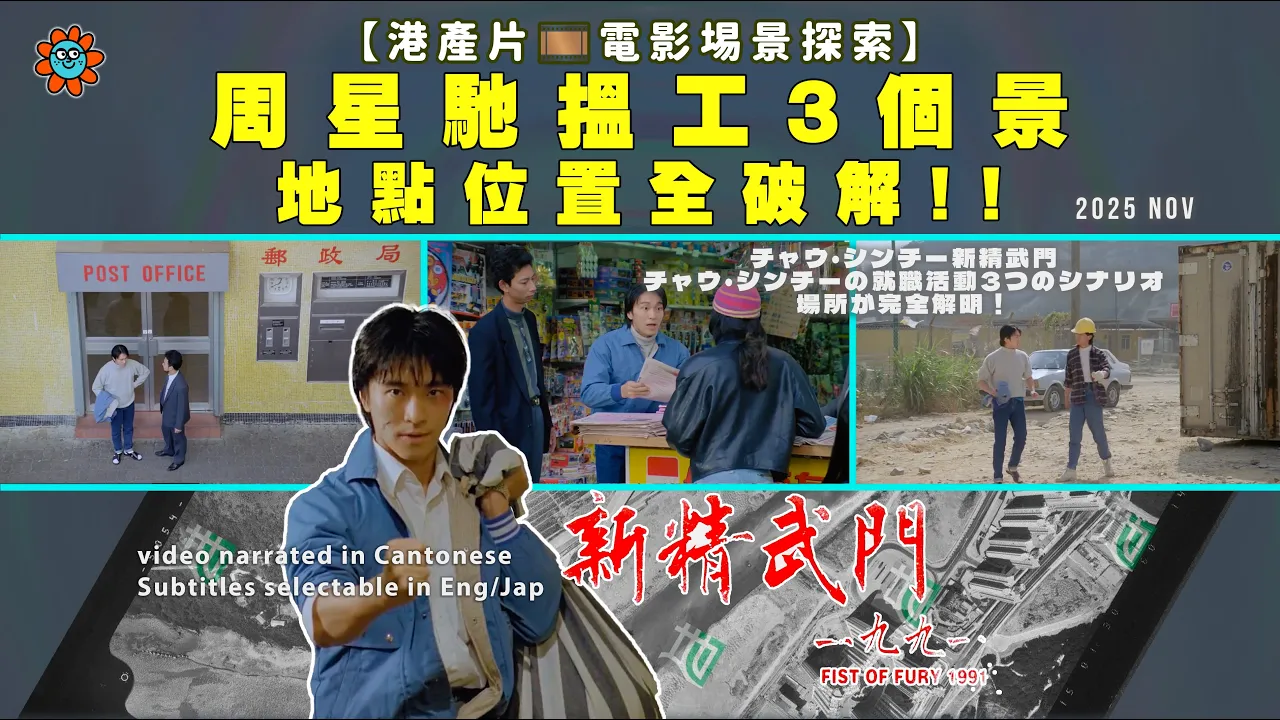 【港產片🎞️電影場景探索】
周星馳搵工3個景
地點位置全破解!!
2025 NOV
POST OFFICE
郵政局
チャウ・シンチー新精武門
チャウ・シンチーの就職活動3つのシナリオ
場所が完全解明！
video narrated in Cantonese
Subtitles selectable in Eng/Jap
新精武門
一九九一
FIST OF FURY 1991